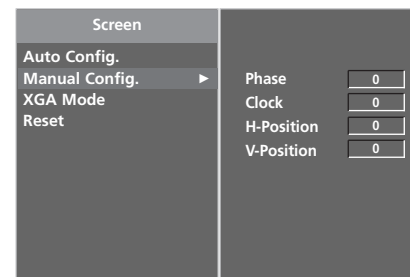 Screen
Auto Config.
Manual Config. ►
XGA Mode
Reset
Phase 0
Clock 0
H-Position 0
V-Position 0